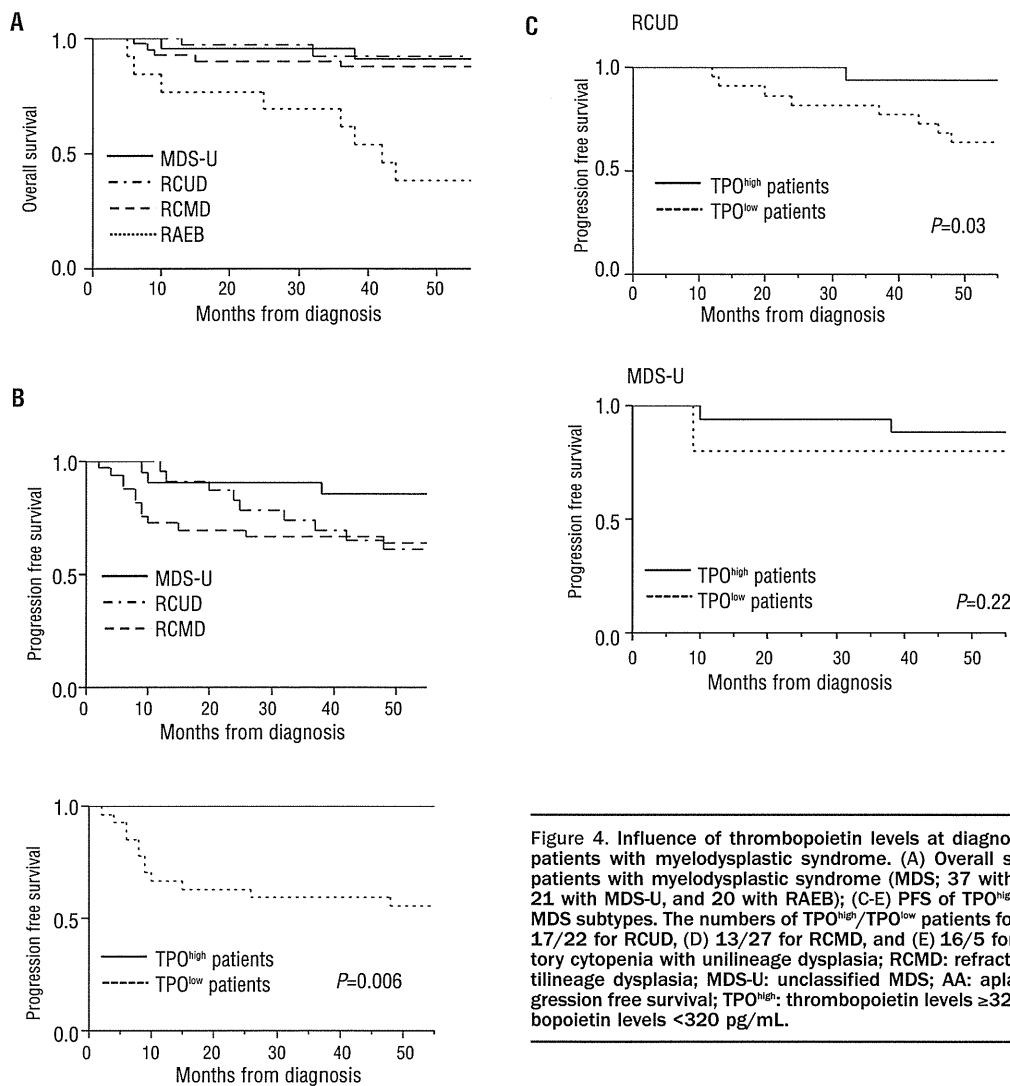 A
1.0
0.5
0.0
Overall survival
MDS-U
RCUD
RCMD
RAEB
0 10 20 30 40 50
Months from diagnosis
B
1.0
0.5
0.0
Progression free survival
MDS-U
RCUD
RCMD
0 10 20 30 40 50
Months from diagnosis
1.0
0.5
0.0
Progression free survival
TPOhigh patients
TPOlow patients
P=0.006
0 10 20 30 40 50
Months from diagnosis
C
RCUD
1.0
0.5
0.0
Progression free survival
TPOhigh patients
TPOlow patients
P=0.03
0 10 20 30 40 50
Months from diagnosis
MDS-U
1.0
0.5
0.0
Progression free survival
TPOhigh patients
TPOlow patients
P=0.22
0 10 20 30 40 50
Months from diagnosis
Figure 4. Influence of thrombopoietin levels at diagno
patients with myelodysplastic syndrome. (A) Overall s
patients with myelodysplastic syndrome (MDS; 37 with
21 with MDS-U, and 20 with RAEB); (C-E) PFS of TPOhig
MDS subtypes. The numbers of TPOhigh/TPOlow patients fo
17/22 for RCUD, (D) 13/27 for RCMD, and (E) 16/5 for
tory cytopenia with unilineage dysplasia; RCMD: refract
tilineage dysplasia; MDS-U: unclassified MDS; AA: apla
gression free survival; TPOhigh: thrombopoietin levels ≥32
bopoietin levels <320 pg/mL.